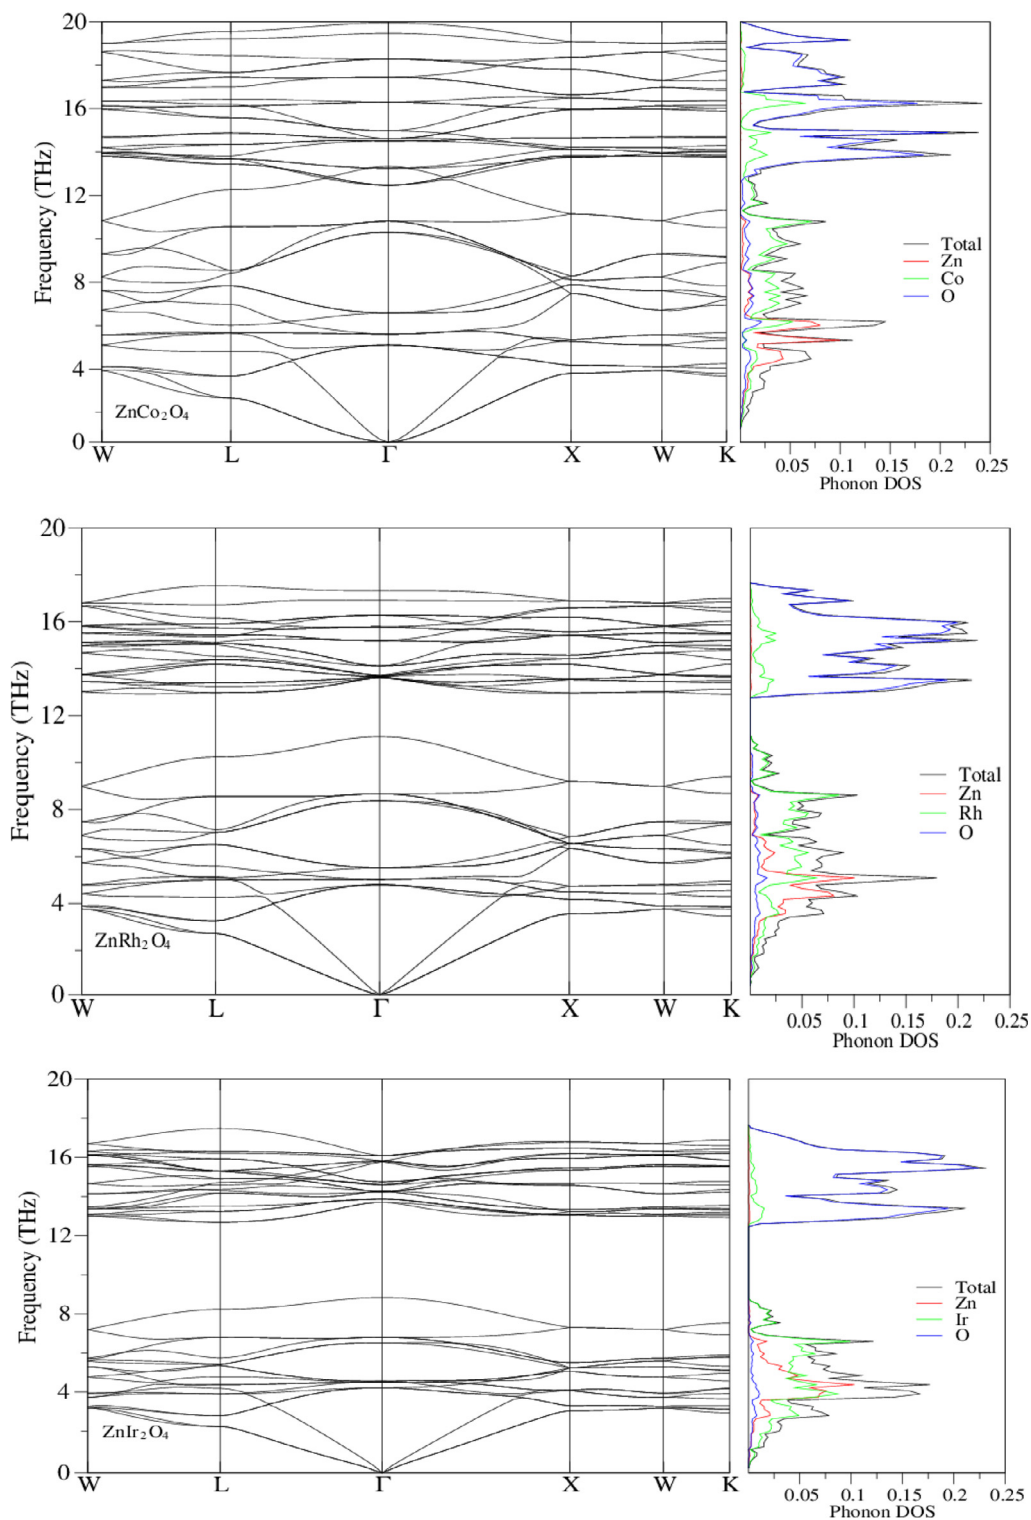 20
16
12
8
4
0
Frequency (THz)
ZnCo₂O₄
W L Γ X W K
Total
Zn
Co
O
0.05 0.1 0.15 0.2 0.25
Phonon DOS
20
16
12
8
4
0
Frequency (THz)
ZnRh₂O₄
W L Γ X W K
Total
Zn
Rh
O
0.05 0.1 0.15 0.2 0.25
Phonon DOS
20
16
12
8
4
0
Frequency (THz)
ZnIr₂O₄
W L Γ X W K
Total
Zn
Ir
O
0.05 0.1 0.15 0.2 0.25
Phonon DOS